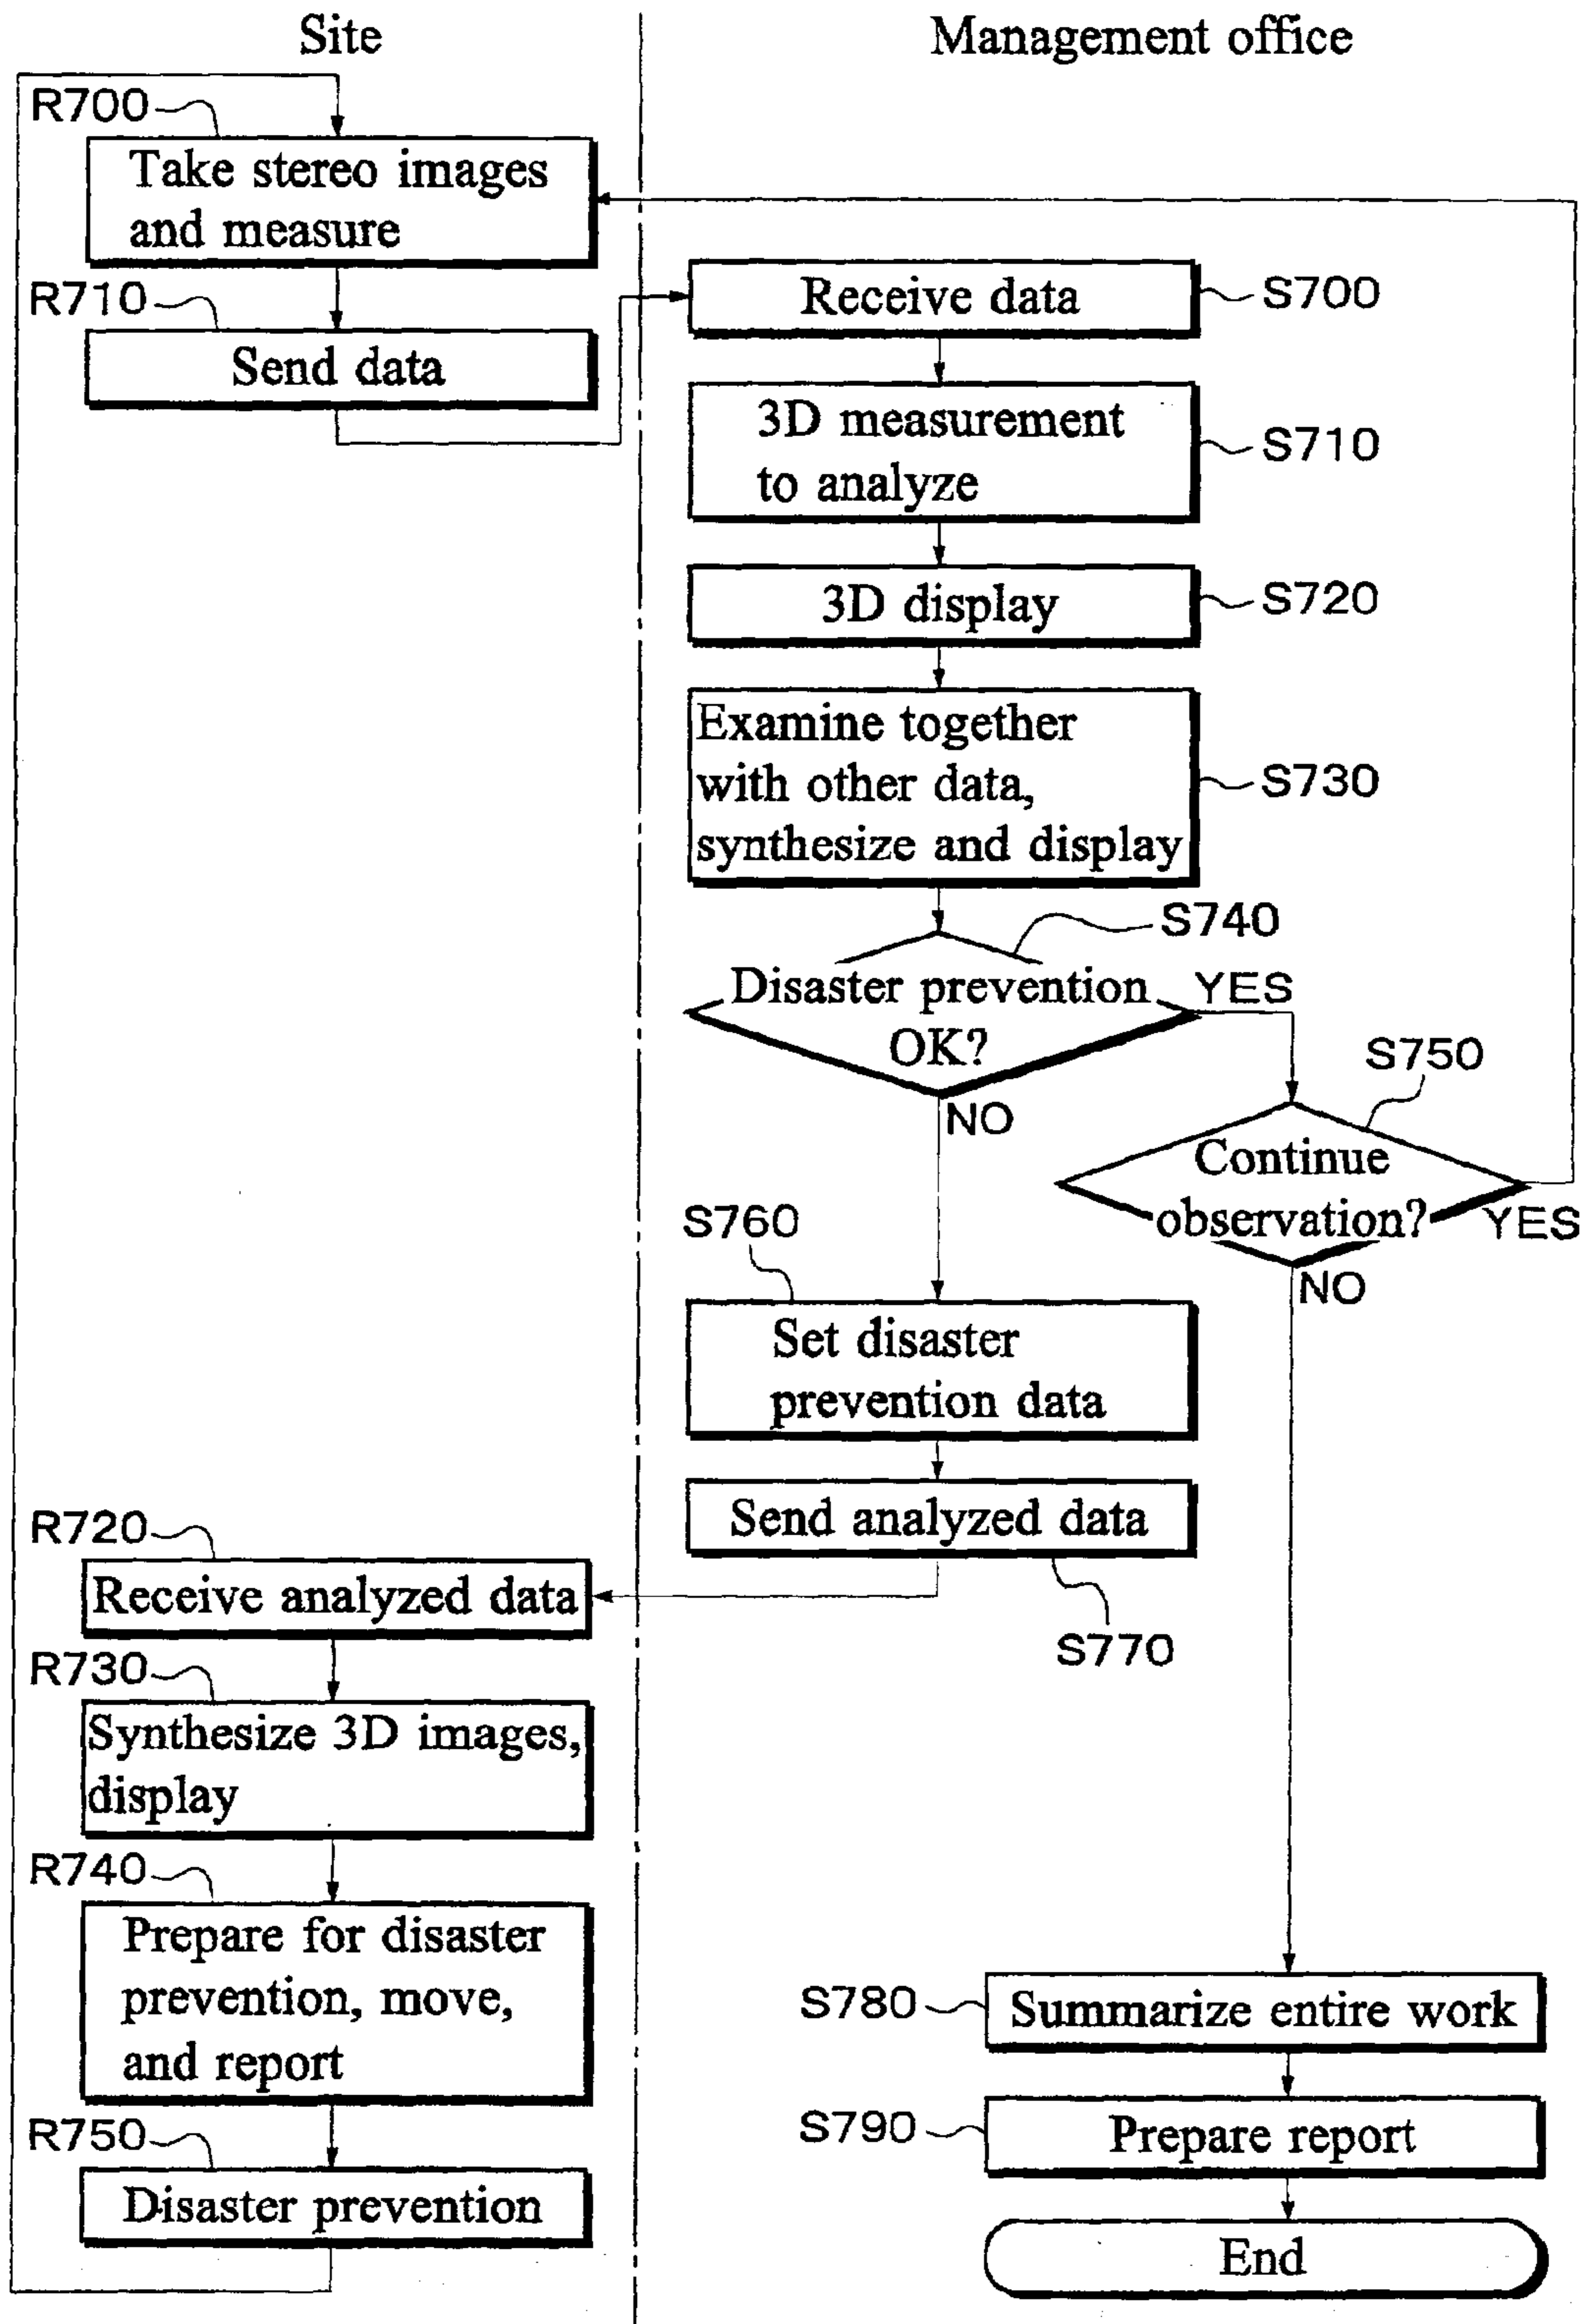 Site
Management office
R700
Take stereo images
and measure
R710
Send data
Receive data
S700
3D measurement
to analyze
S710
3D display
S720
Examine together
with other data,
synthesize and display
S730
S740
Disaster prevention
OK?
YES
NO
S750
Continue
observation?
YES
NO
S760
Set disaster
prevention data
Send analyzed data
S770
R720
Receive analyzed data
R730
Synthesize 3D images,
display
R740
Prepare for disaster
prevention, move,
and report
R750
Disaster prevention
S780
Summarize entire work
S790
Prepare report
End